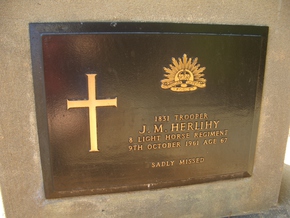 1831 TROOPER
J. M. HERLIHY
8 LIGHT HORSE REGIMENT
9TH OCTOBER 1961 AGE 67
SADLY MISSED